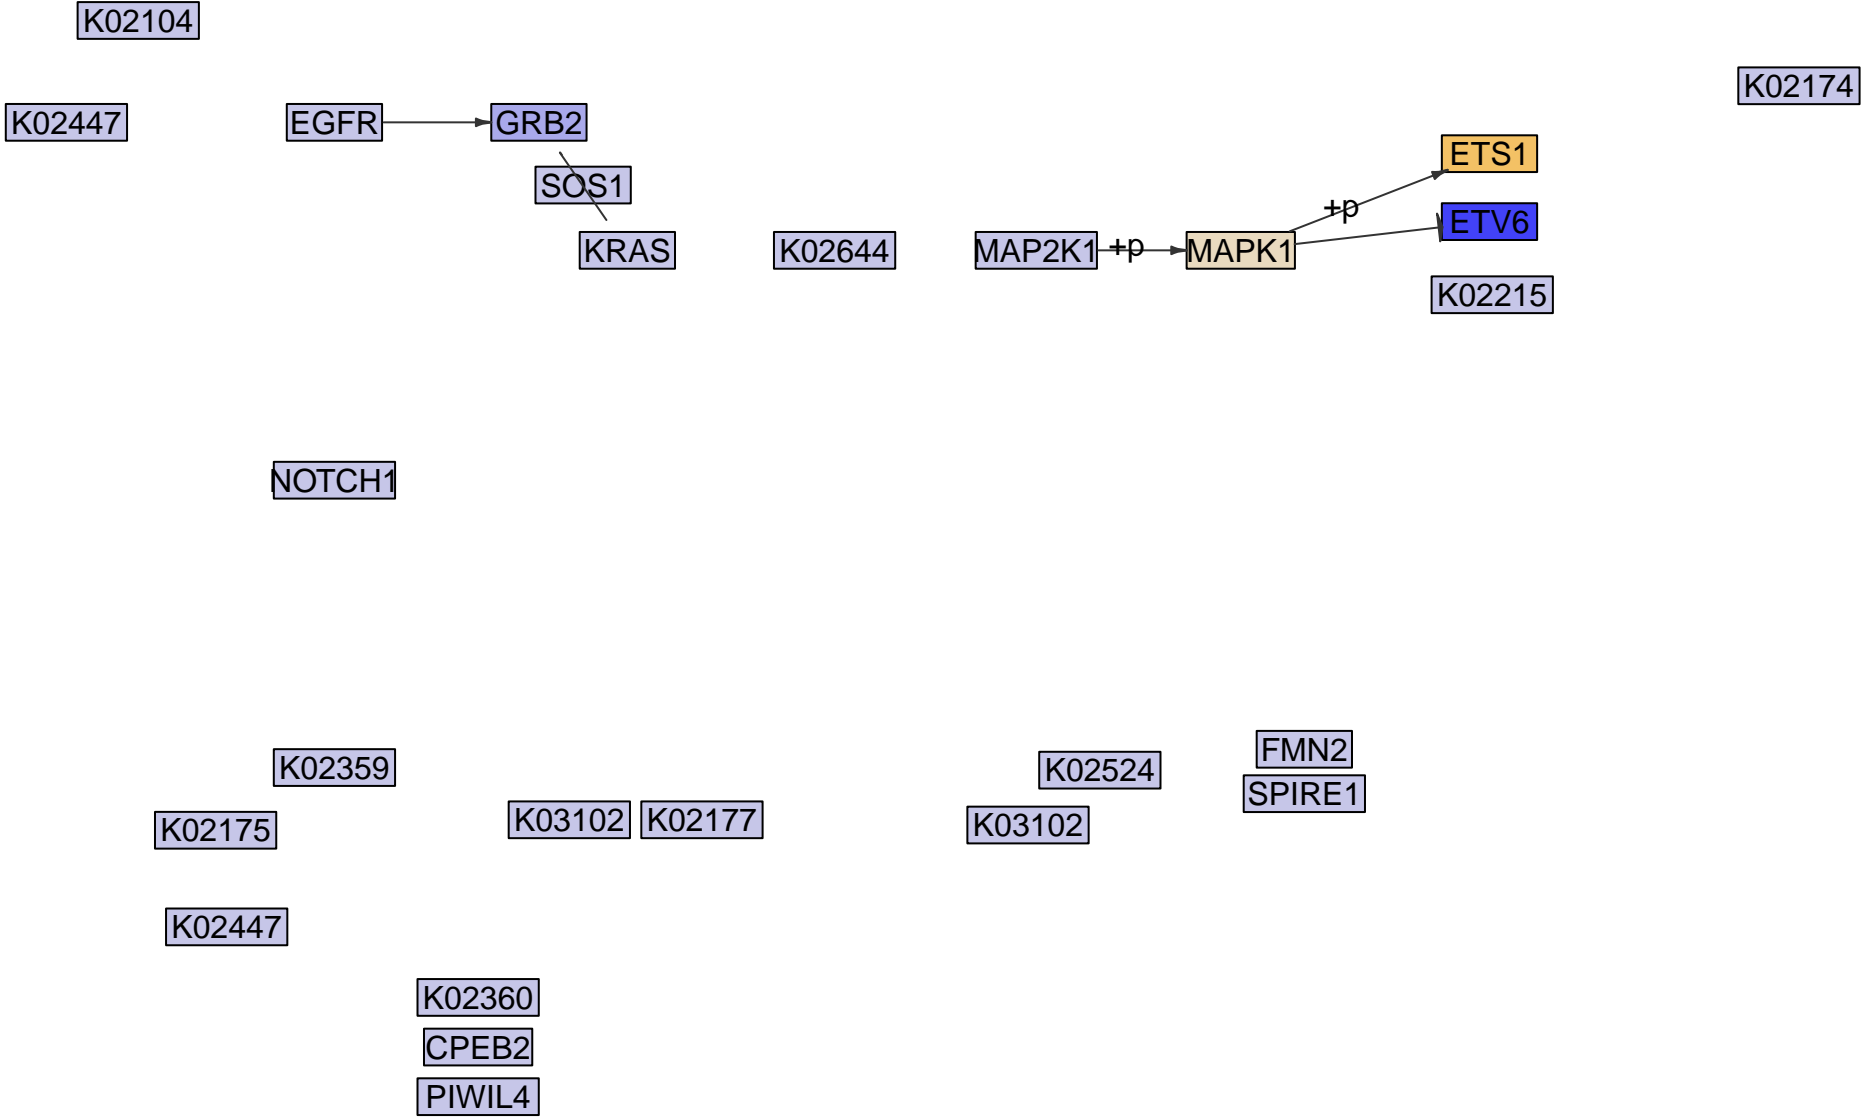 K02104
K02174
K02447
EGFR
GRB2
ETS1
SOS1
+p
ETV6
KRAS
K02644
MAP2K1
+p
MAPK1
K02215
NOTCH1
FMN2
K02359
K02524
SPIRE1
K02175
K03102
K02177
K03102
K02447
K02360
CPEB2
PIWIL4